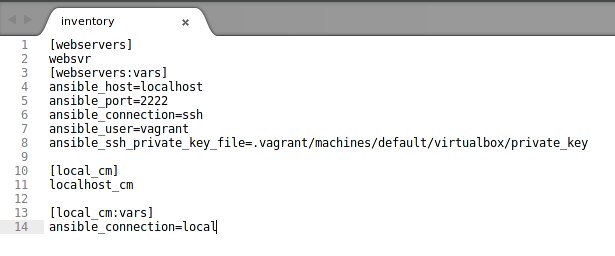 inventory
1 [webservers]
2 websvr
3 [webservers:vars]
4 ansible_host=localhost
5 ansible_port=2222
6 ansible_connection=ssh
7 ansible_user=vagrant
8 ansible_ssh_private_key_file=.vagrant/machines/default/virtualbox/private_key
9
10 [local_cm]
11 localhost_cm
12
13 [local_cm:vars]
14 ansible_connection=local